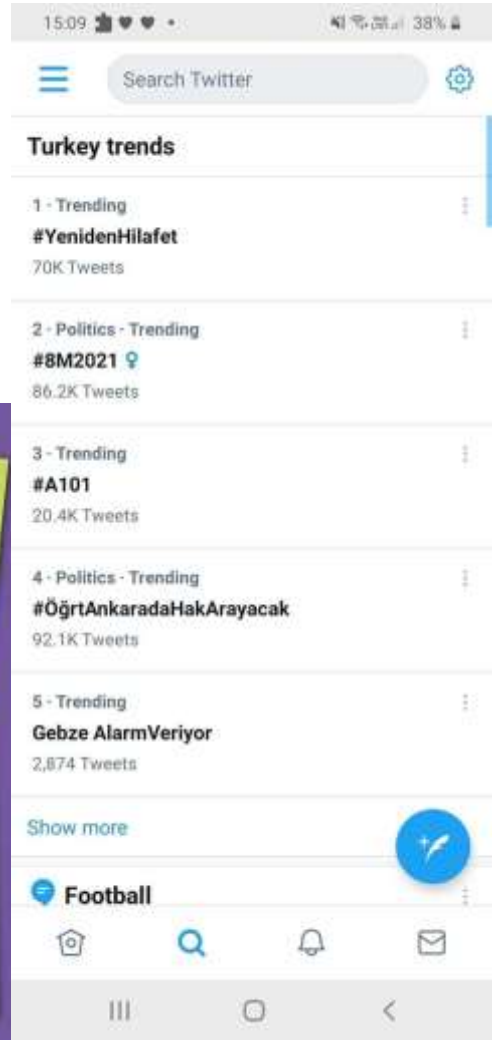 15:09 38%
Search Twitter
Turkey trends
1 · Trending
#YenidenHilafet
70K Tweets
2 · Politics · Trending
#8M2021
86.2K Tweets
3 · Trending
#A101
20.4K Tweets
4 · Politics · Trending
#ÖğrtAnkaradaHakArayacak
92.1K Tweets
5 · Trending
Gebze AlarmVeriyor
2,874 Tweets
Show more
Football